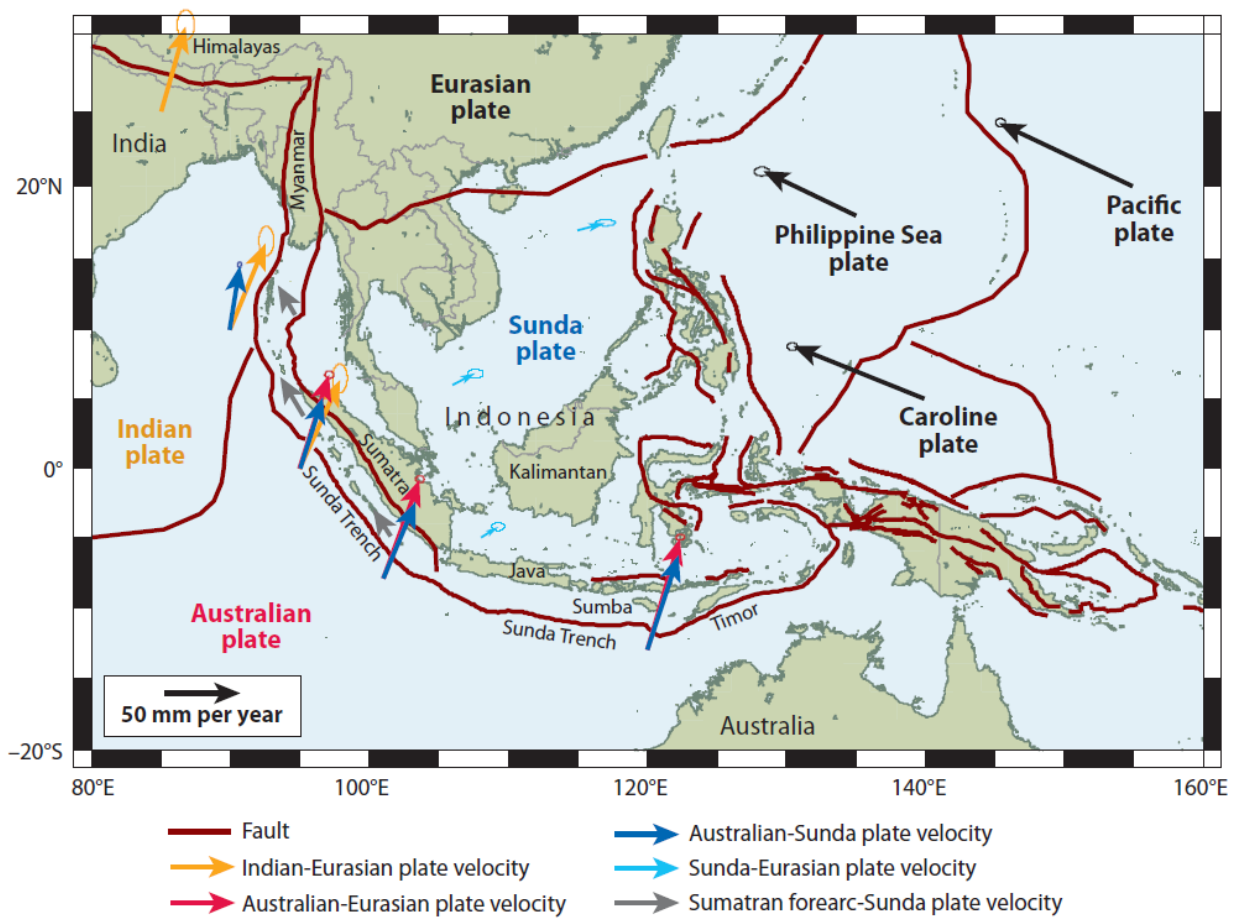 Himalayas
Eurasian
plate
India
Myanmar
20°N
Pacific
plate
Philippine Sea
plate
Sunda
plate
Indian
plate
Indonesia
Caroline
plate
Kalimantan
0°
Sumatra
Sunda Trench
Java
Sumba
Timor
Sunda Trench
Australian
plate
50 mm per year
Australia
–20°S
80°E 100°E 120°E 140°E 160°E
Fault
Indian-Eurasian plate velocity
Australian-Eurasian plate velocity
Australian-Sunda plate velocity
Sunda-Eurasian plate velocity
Sumatran forearc-Sunda plate velocity